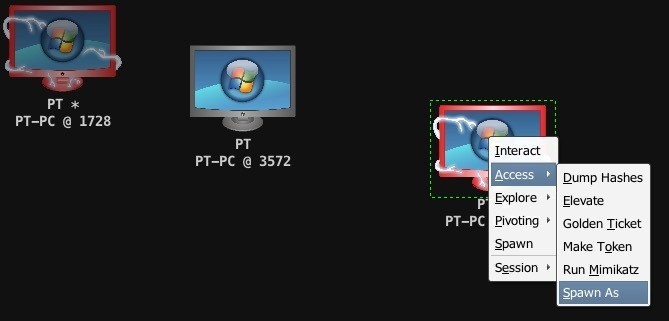 PT *
PT-PC @ 1728
PT
PT-PC @ 3572
PT-PC
Interact
Access
Explore
Pivoting
Spawn
Session
Dump Hashes
Elevate
Golden Ticket
Make Token
Run Mimikatz
Spawn As